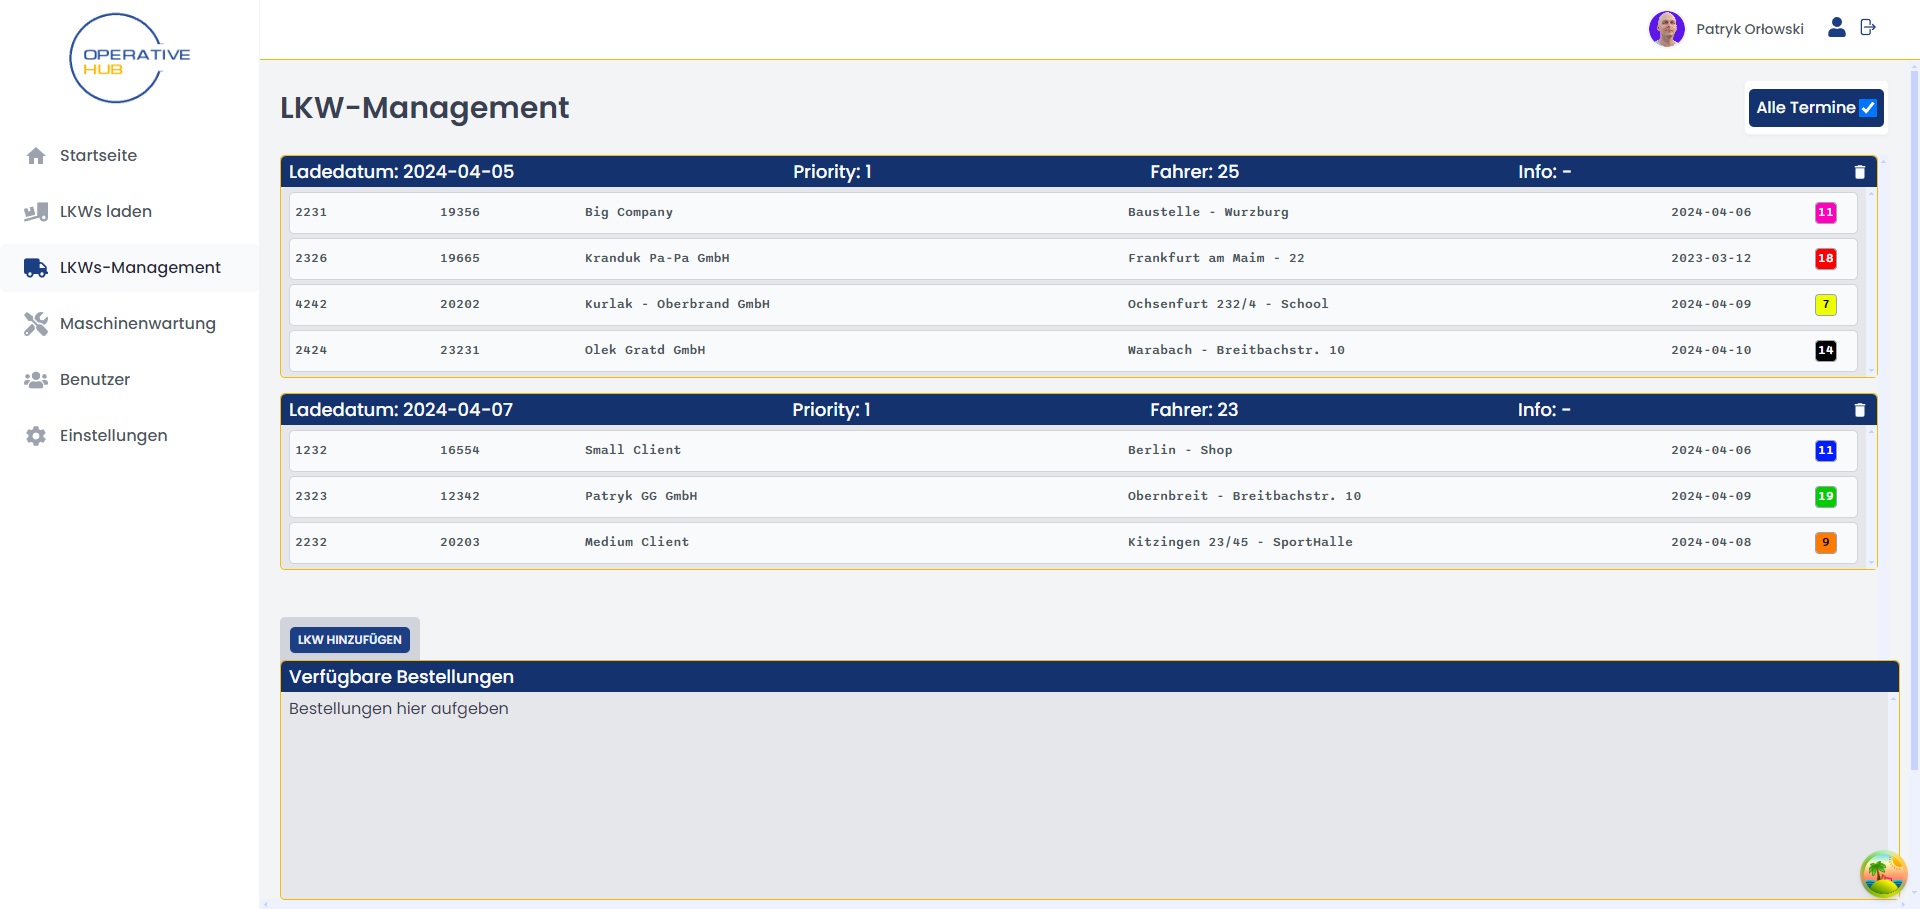 OPERATIVE
HUB
Patryk Orłowski
Startseite
LKWs laden
LKWs-Management
Maschinenwartung
Benutzer
Einstellungen
LKW-Management
Alle Termine
Ladedatum: 2024-04-05 Priority: 1 Fahrer: 25 Info: -
2231 19356 Big Company Baustelle - Wurzburg 2024-04-06 11
2326 19665 Kranduk Pa-Pa GmbH Frankfurt am Maim - 22 2023-03-12 18
4242 20202 Kurlak - Oberbrand GmbH Ochsenfurt 232/4 - School 2024-04-09 7
2424 23231 Olek Gratd GmbH Warabach - Breitbachstr. 10 2024-04-10 14
Ladedatum: 2024-04-07 Priority: 1 Fahrer: 23 Info: -
1232 16554 Small Client Berlin - Shop 2024-04-06 11
2323 12342 Patryk GG GmbH Obernbreit - Breitbachstr. 10 2024-04-09 19
2232 20203 Medium Client Kitzingen 23/45 - SportHalle 2024-04-08 9
LKW HINZUFÜGEN
Verfügbare Bestellungen
Bestellungen hier aufgeben